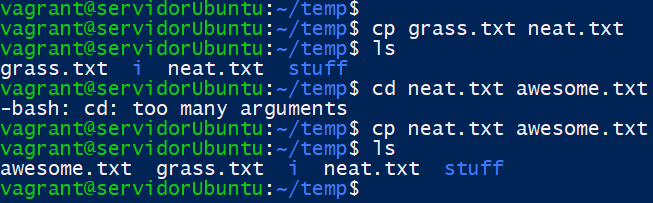 vagrant@servidorUbuntu:~/temp$
vagrant@servidorUbuntu:~/temp$ cp grass.txt neat.txt
vagrant@servidorUbuntu:~/temp$ ls
grass.txt  i  neat.txt  stuff
vagrant@servidorUbuntu:~/temp$ cd neat.txt awesome.txt
-bash: cd: too many arguments
vagrant@servidorUbuntu:~/temp$ cp neat.txt awesome.txt
vagrant@servidorUbuntu:~/temp$ ls
awesome.txt  grass.txt  i  neat.txt  stuff
vagrant@servidorUbuntu:~/temp$